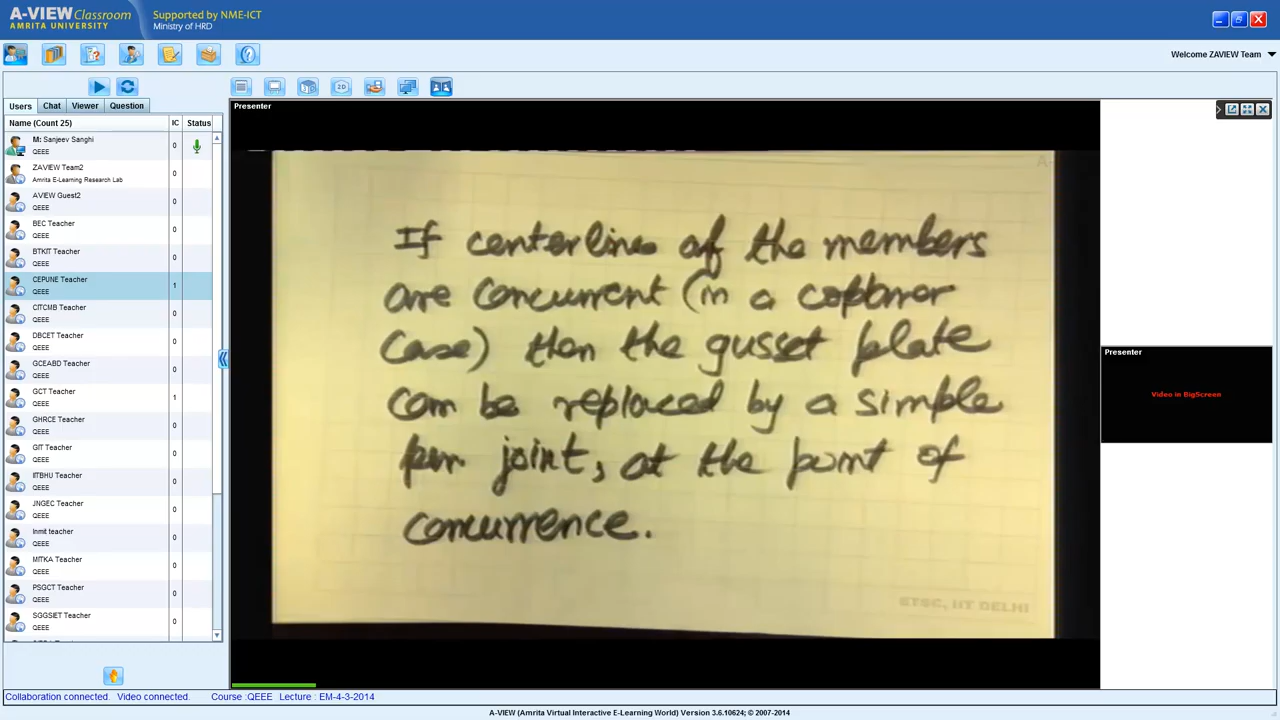 A-VIEW Classroom
AMRITA UNIVERSITY
Supported by NME-ICT
Ministry of HRD
Welcome ZAVIEW Team
Users Chat Viewer Question
Name (Count 25) IC Status
M: Sanjeev Sanghi
QEEE 0
ZAVIEW Team2
Amrita E-Learning Research Lab 0
AVIEW Guest2
QEEE 0
BEC Teacher
QEEE 0
BTKIT Teacher
QEEE 0
CEPUNE Teacher
QEEE 1
CITCMB Teacher
QEEE 0
DBCET Teacher
QEEE 0
GCEABD Teacher
QEEE 0
GCT Teacher
QEEE 1
GHRCE Teacher
QEEE 0
GIT Teacher
QEEE 0
IITBHU Teacher
QEEE 0
JNGEC Teacher
QEEE 0
Inmit teacher
QEEE 0
MITKA Teacher
QEEE 0
PSGCT Teacher
QEEE 0
SGGSIET Teacher
QEEE 0
Presenter
If centerlines of the members
are concurrent (in a coplanar
case) then the gusset plate
can be replaced by a simple
pin joint, at the point of
concurrence.
ETSC, IIT DELHI
Presenter
Video in BigScreen
Collaboration connected. Video connected. Course :QEEE Lecture : EM-4-3-2014
A-VIEW (Amrita Virtual Interactive E-Learning World) Version 3.6.10624; © 2007-2014